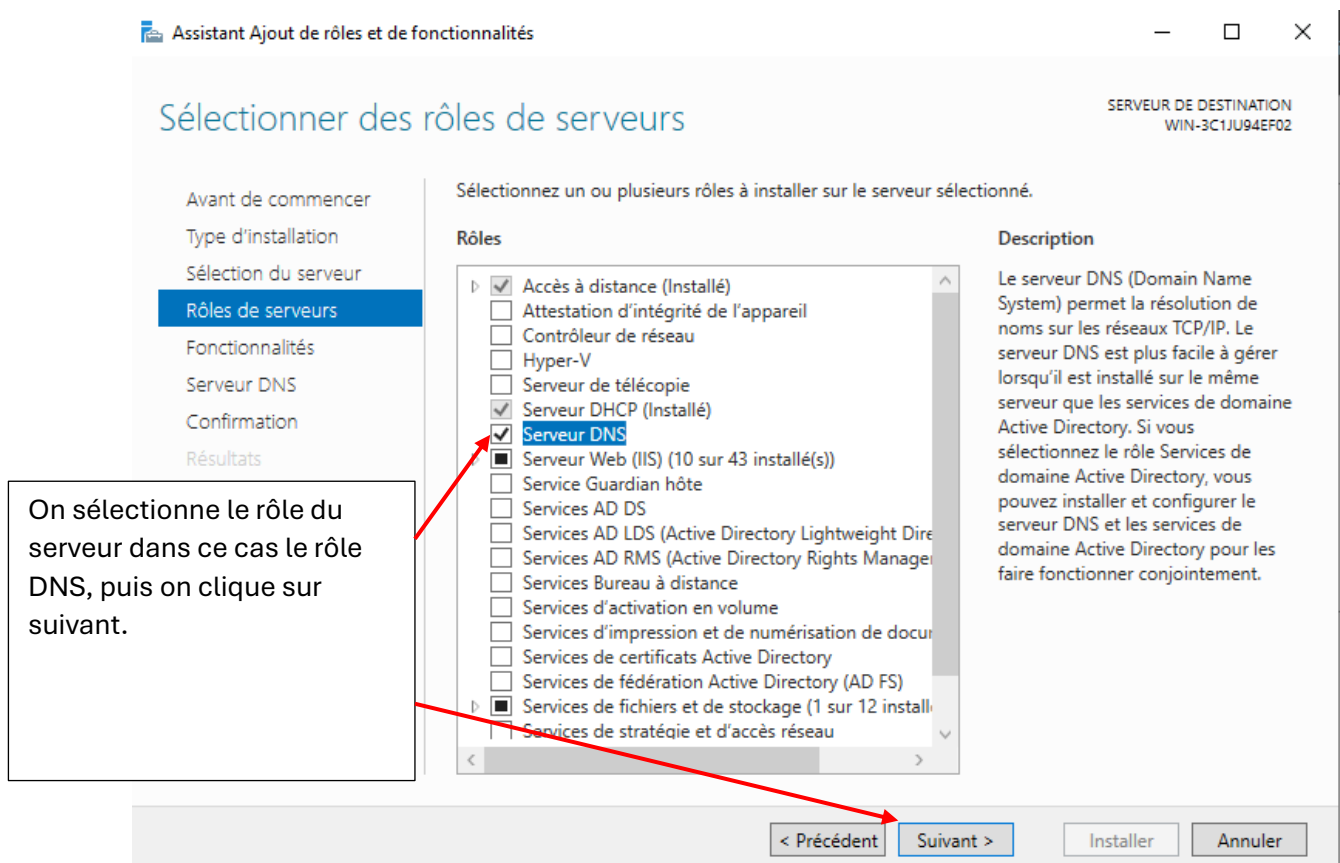 Assistant Ajout de rôles et de fonctionnalités
Sélectionner des rôles de serveurs
SERVEUR DE DESTINATION
WIN-3C1JU94EF02
Avant de commencer
Type d'installation
Sélection du serveur
Rôles de serveurs
Fonctionnalités
Serveur DNS
Confirmation
Résultats
On sélectionne le rôle du
serveur dans ce cas le rôle
DNS, puis on clique sur
suivant.
Sélectionnez un ou plusieurs rôles à installer sur le serveur sélectionné.
Rôles
Accès à distance (Installé)
Attestation d'intégrité de l'appareil
Contrôleur de réseau
Hyper-V
Serveur de télécopie
Serveur DHCP (Installé)
Serveur DNS
Serveur Web (IIS) (10 sur 43 installé(s))
Service Guardian hôte
Services AD DS
Services AD LDS (Active Directory Lightweight Dire
Services AD RMS (Active Directory Rights Manager
Services Bureau à distance
Services d'activation en volume
Services d'impression et de numérisation de docur
Services de certificats Active Directory
Services de fédération Active Directory (AD FS)
Services de fichiers et de stockage (1 sur 12 install
Services de stratégie et d'accès réseau
Description
Le serveur DNS (Domain Name
System) permet la résolution de
noms sur les réseaux TCP/IP. Le
serveur DNS est plus facile à gérer
lorsqu'il est installé sur le même
serveur que les services de domaine
Active Directory. Si vous
sélectionnez le rôle Services de
domaine Active Directory, vous
pouvez installer et configurer le
serveur DNS et les services de
domaine Active Directory pour les
faire fonctionner conjointement.
< Précédent
Suivant >
Installer
Annuler